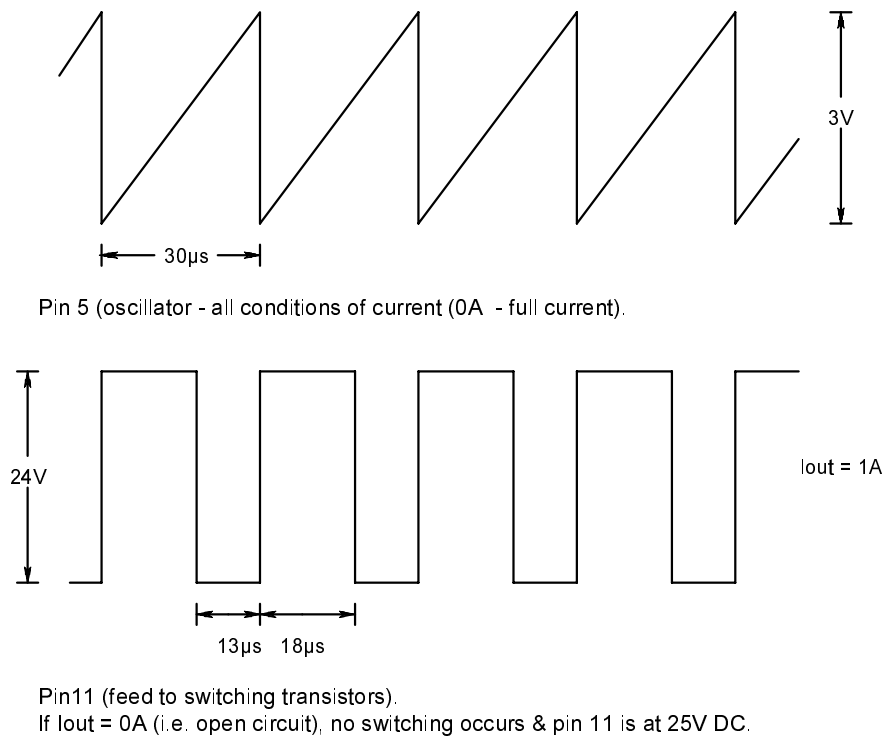 3V
30µs
Pin 5 (oscillator - all conditions of current (0A - full current).
24V
Iout = 1A
13µs 18µs
Pin11 (feed to switching transistors).
If Iout = 0A (i.e. open circuit), no switching occurs & pin 11 is at 25V DC.